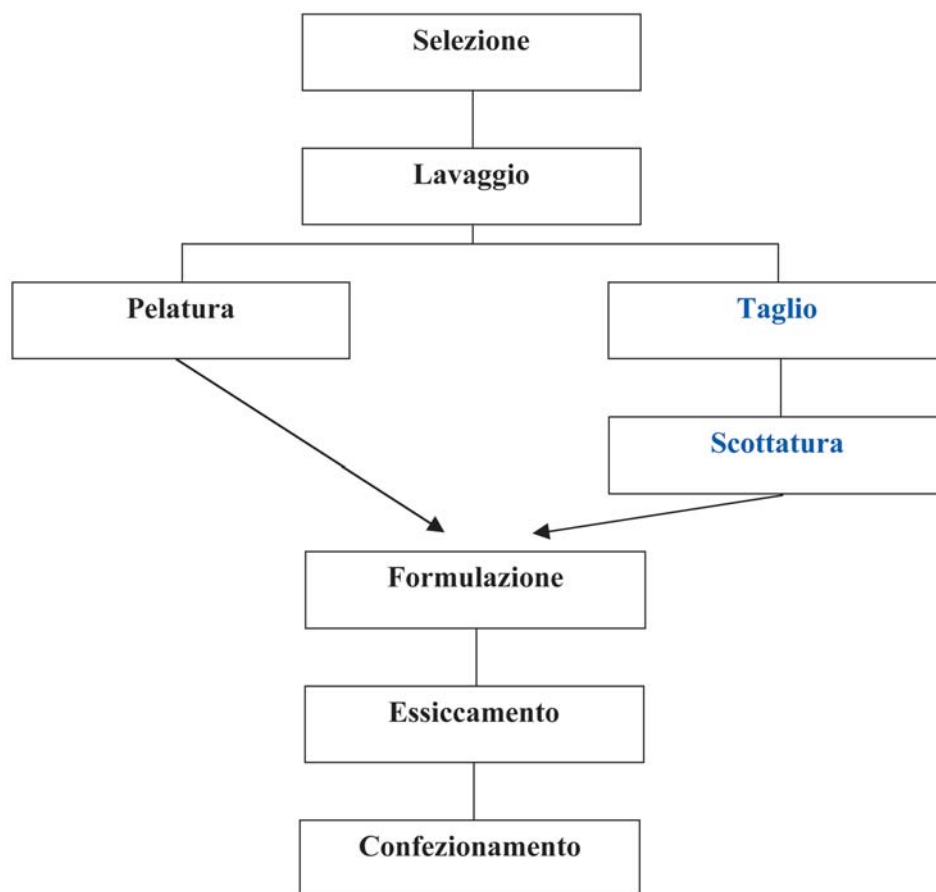 Selezione
Lavaggio
Pelatura
Taglio
Scottatura
Formulazione
Essiccamento
Confezionamento